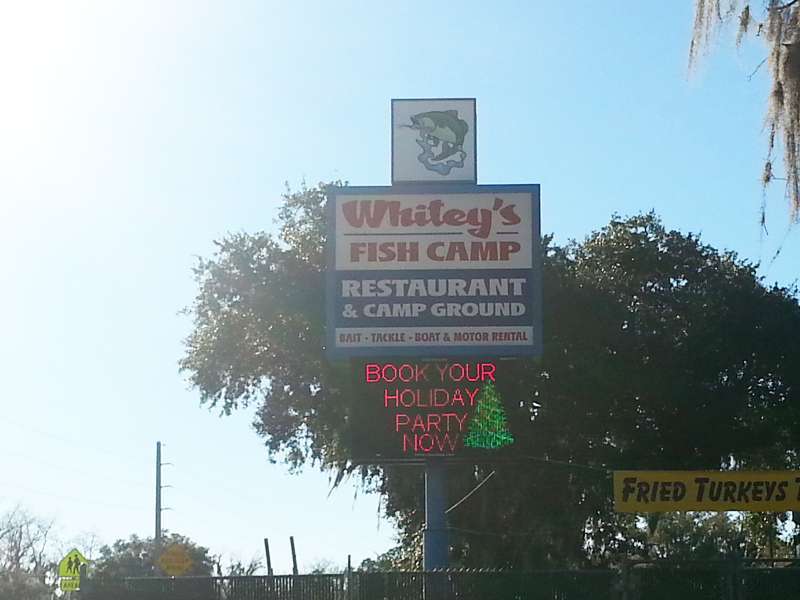 Whitey's
FISH CAMP
RESTAURANT
& CAMP GROUND
BAIT - TACKLE - BOAT & MOTOR RENTAL
BOOK YOUR
HOLIDAY
PARTY
NOW
FRIED TURKEYS